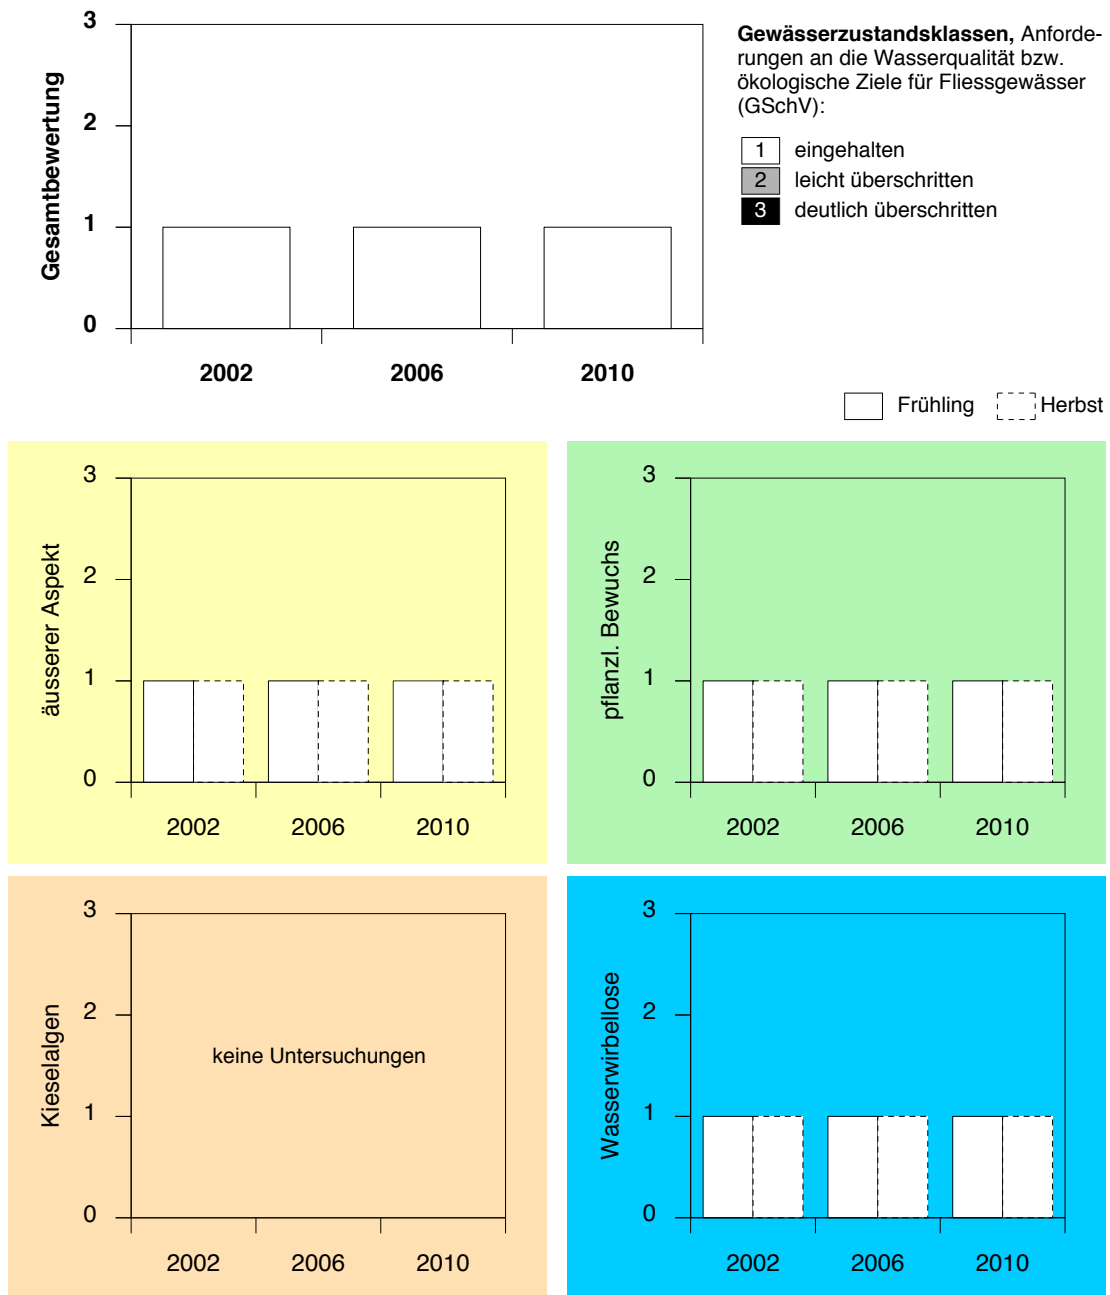 Gesamtbewertung
3
2
1
0
2002 2006 2010
Gewässerzustandsklassen, Anforde-
rungen an die Wasserqualität bzw.
ökologische Ziele für Fliessgewässer
(GSchV):
1 eingehalten
2 leicht überschritten
3 deutlich überschritten
Frühling Herbst
äusserer Aspekt
3
2
1
0
2002 2006 2010
pflanzl. Bewuchs
3
2
1
0
2002 2006 2010
Kieselalgen
3
2
1
0
keine Untersuchungen
2002 2006 2010
Wasserwirbellose
3
2
1
0
2002 2006 2010